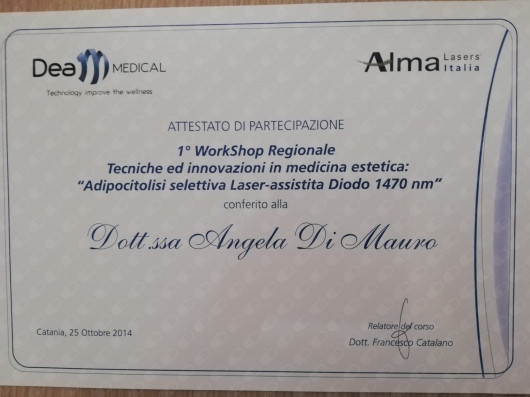 Dea M MEDICAL
Technology improve the wellness
Alma Lasers Italia
ATTESTATO DI PARTECIPAZIONE
1° WorkShop Regionale
Tecniche ed innovazioni in medicina estetica:
“Adipocitolisi selettiva Laser-assistita Diodo 1470 nm”
conferito alla
Dott.ssa Angela Di Mauro
Catania, 25 Ottobre 2014
Relatore del corso
Dott. Francesco Catalano